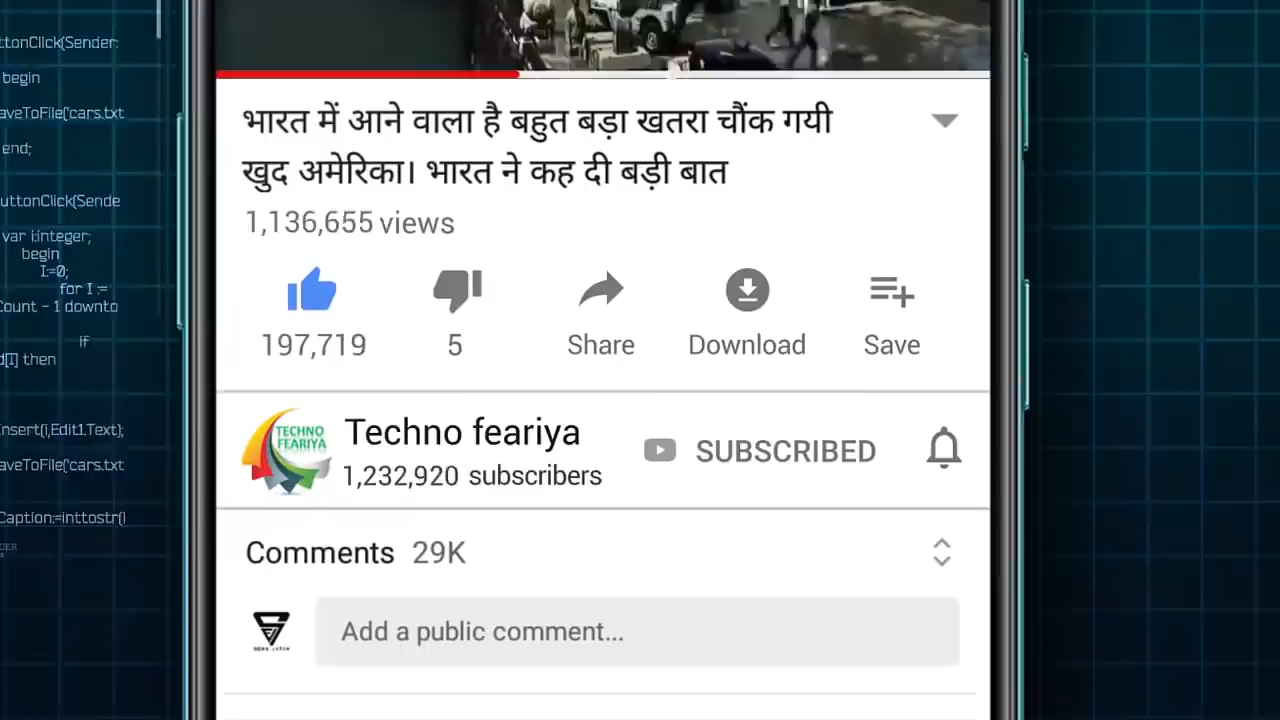 ttonClick(Sender:
begin
aveToFile('cars.txt
end;
uttonClick(Sende
var i:integer;
begin
I:=0;
for I :=
Count - 1 downto
if
d[I] then
Insert(i,Edit1.Text);
aveToFile('cars.txt
Caption:=inttostr(I
DER
भारत में आने वाला है बहुत बड़ा खतरा चौंक गयी
खुद अमेरिका। भारत ने कह दी बड़ी बात
1,136,655 views
197,719
5
Share
Download
Save
TECHNO
FEARIYA
Techno feariya
SUBSCRIBED
1,232,920 subscribers
Comments 29K
Add a public comment...